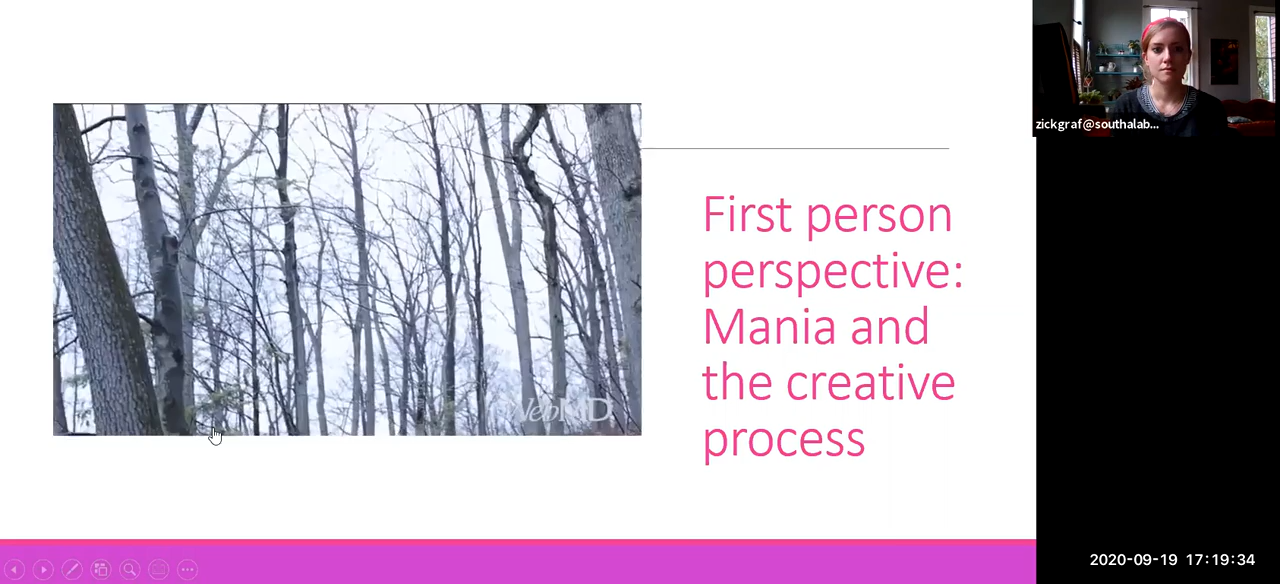 First person
perspective:
Mania and
the creative
process
WebMD
zickgraf@southalab...
2020-09-19 17:19:34